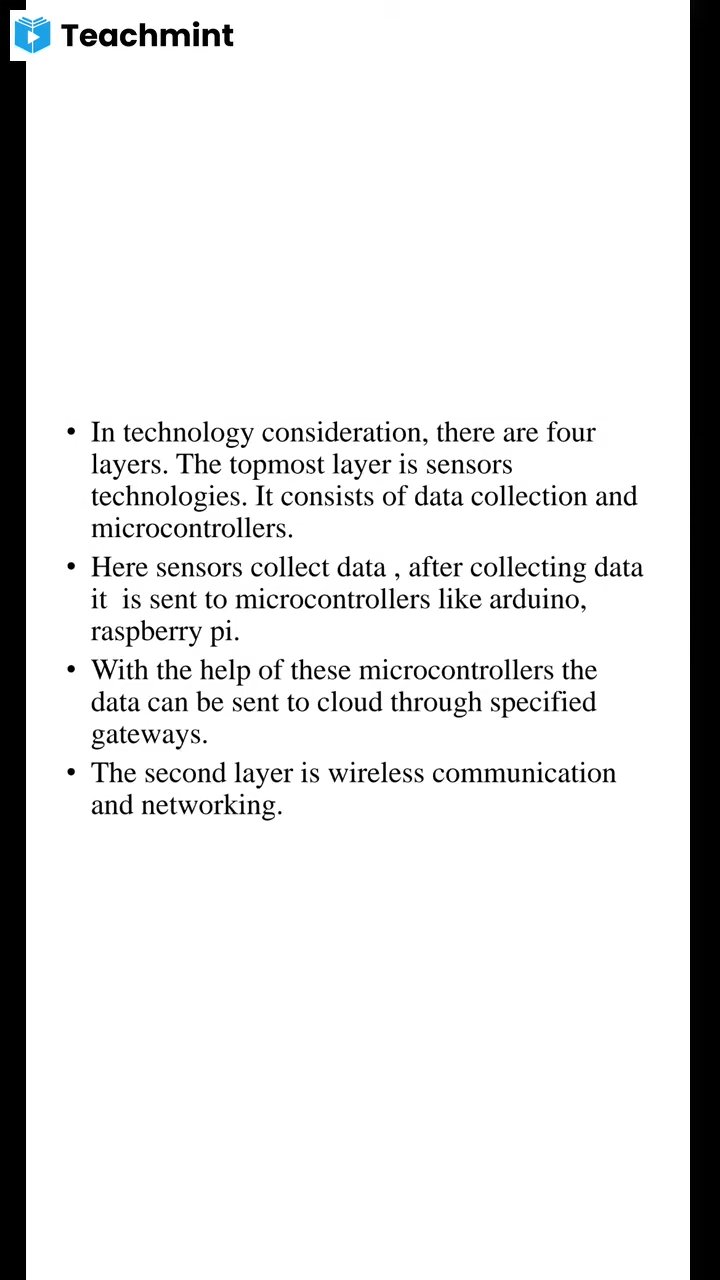 Teachmint
• In technology consideration, there are four
layers. The topmost layer is sensors
technologies. It consists of data collection and
microcontrollers.
• Here sensors collect data , after collecting data
it  is sent to microcontrollers like arduino,
raspberry pi.
• With the help of these microcontrollers the
data can be sent to cloud through specified
gateways.
• The second layer is wireless communication
and networking.